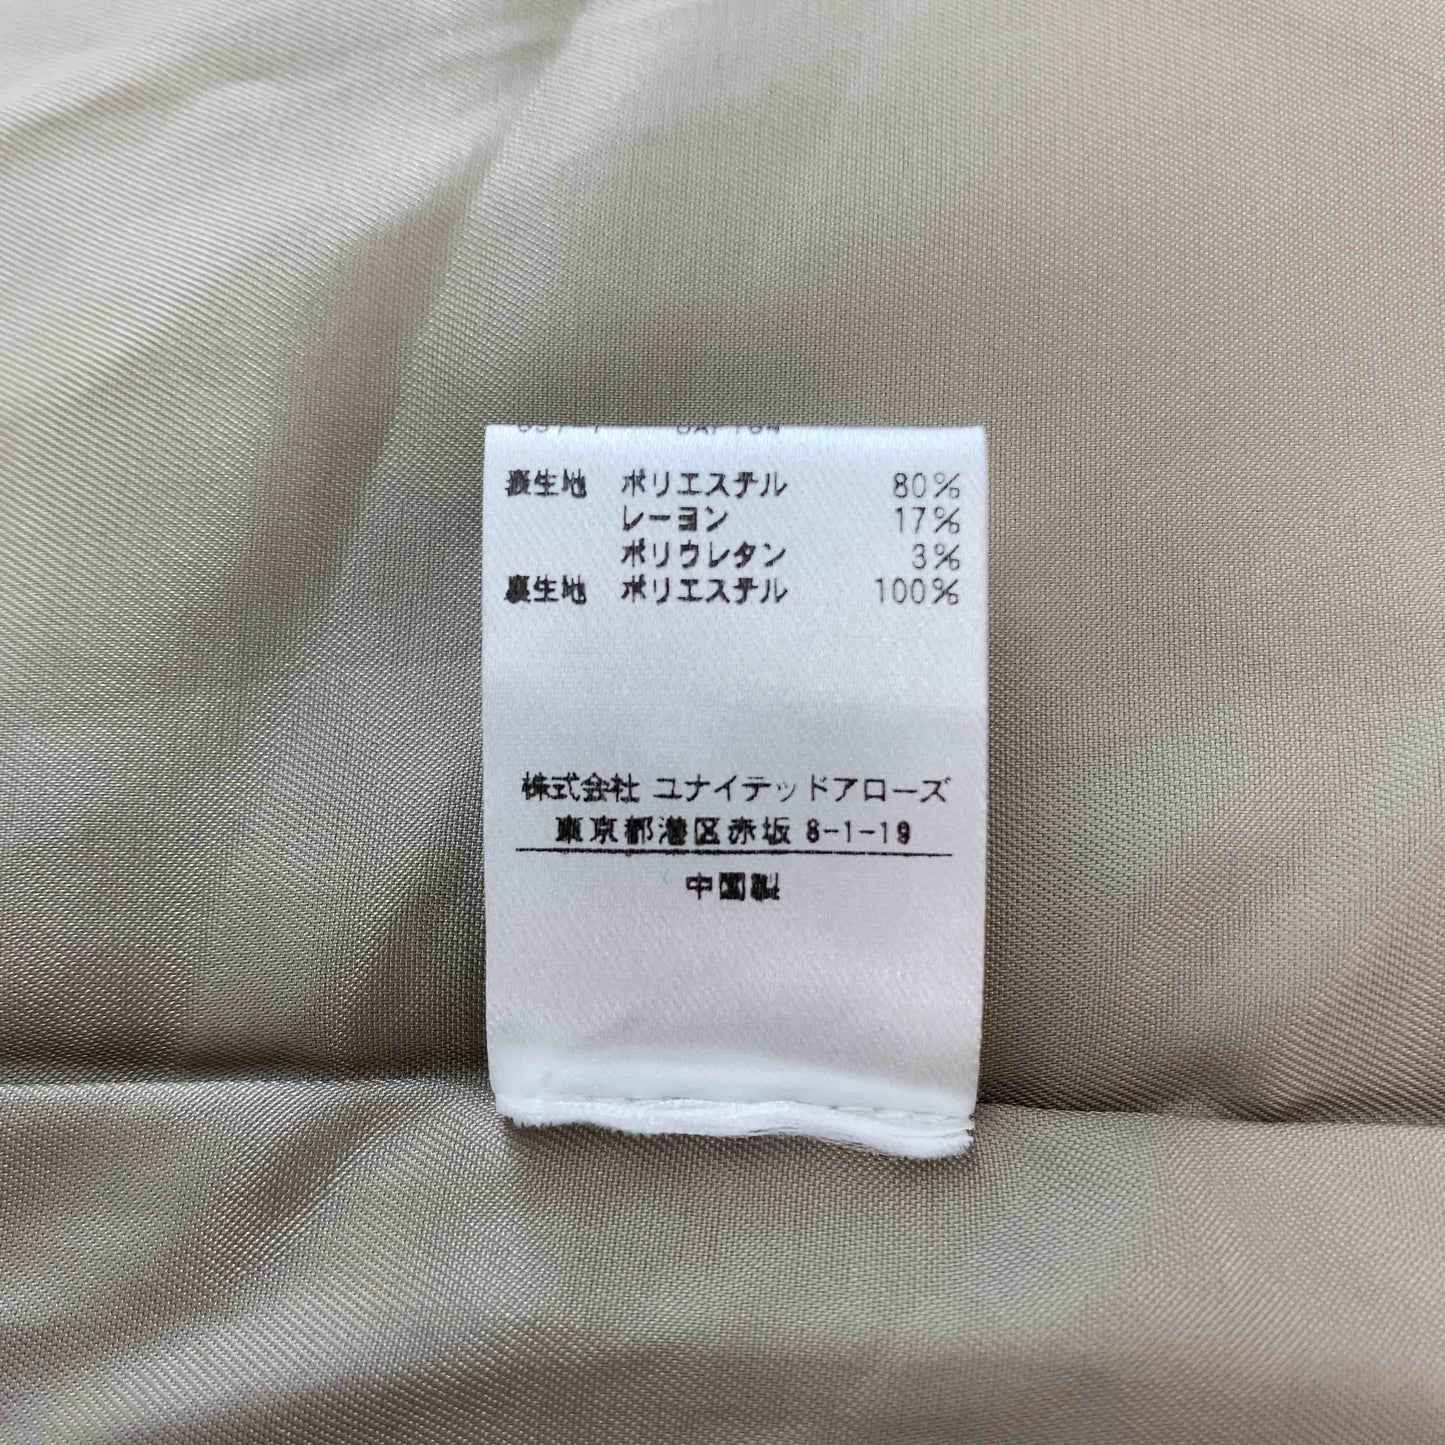 表生地 ポリエステル 80%
レーヨン 17%
ポリウレタン 3%
裏生地 ポリエステル 100%
株式会社 ユナイテッドアローズ
東京都港区赤坂 8-1-19
中国製